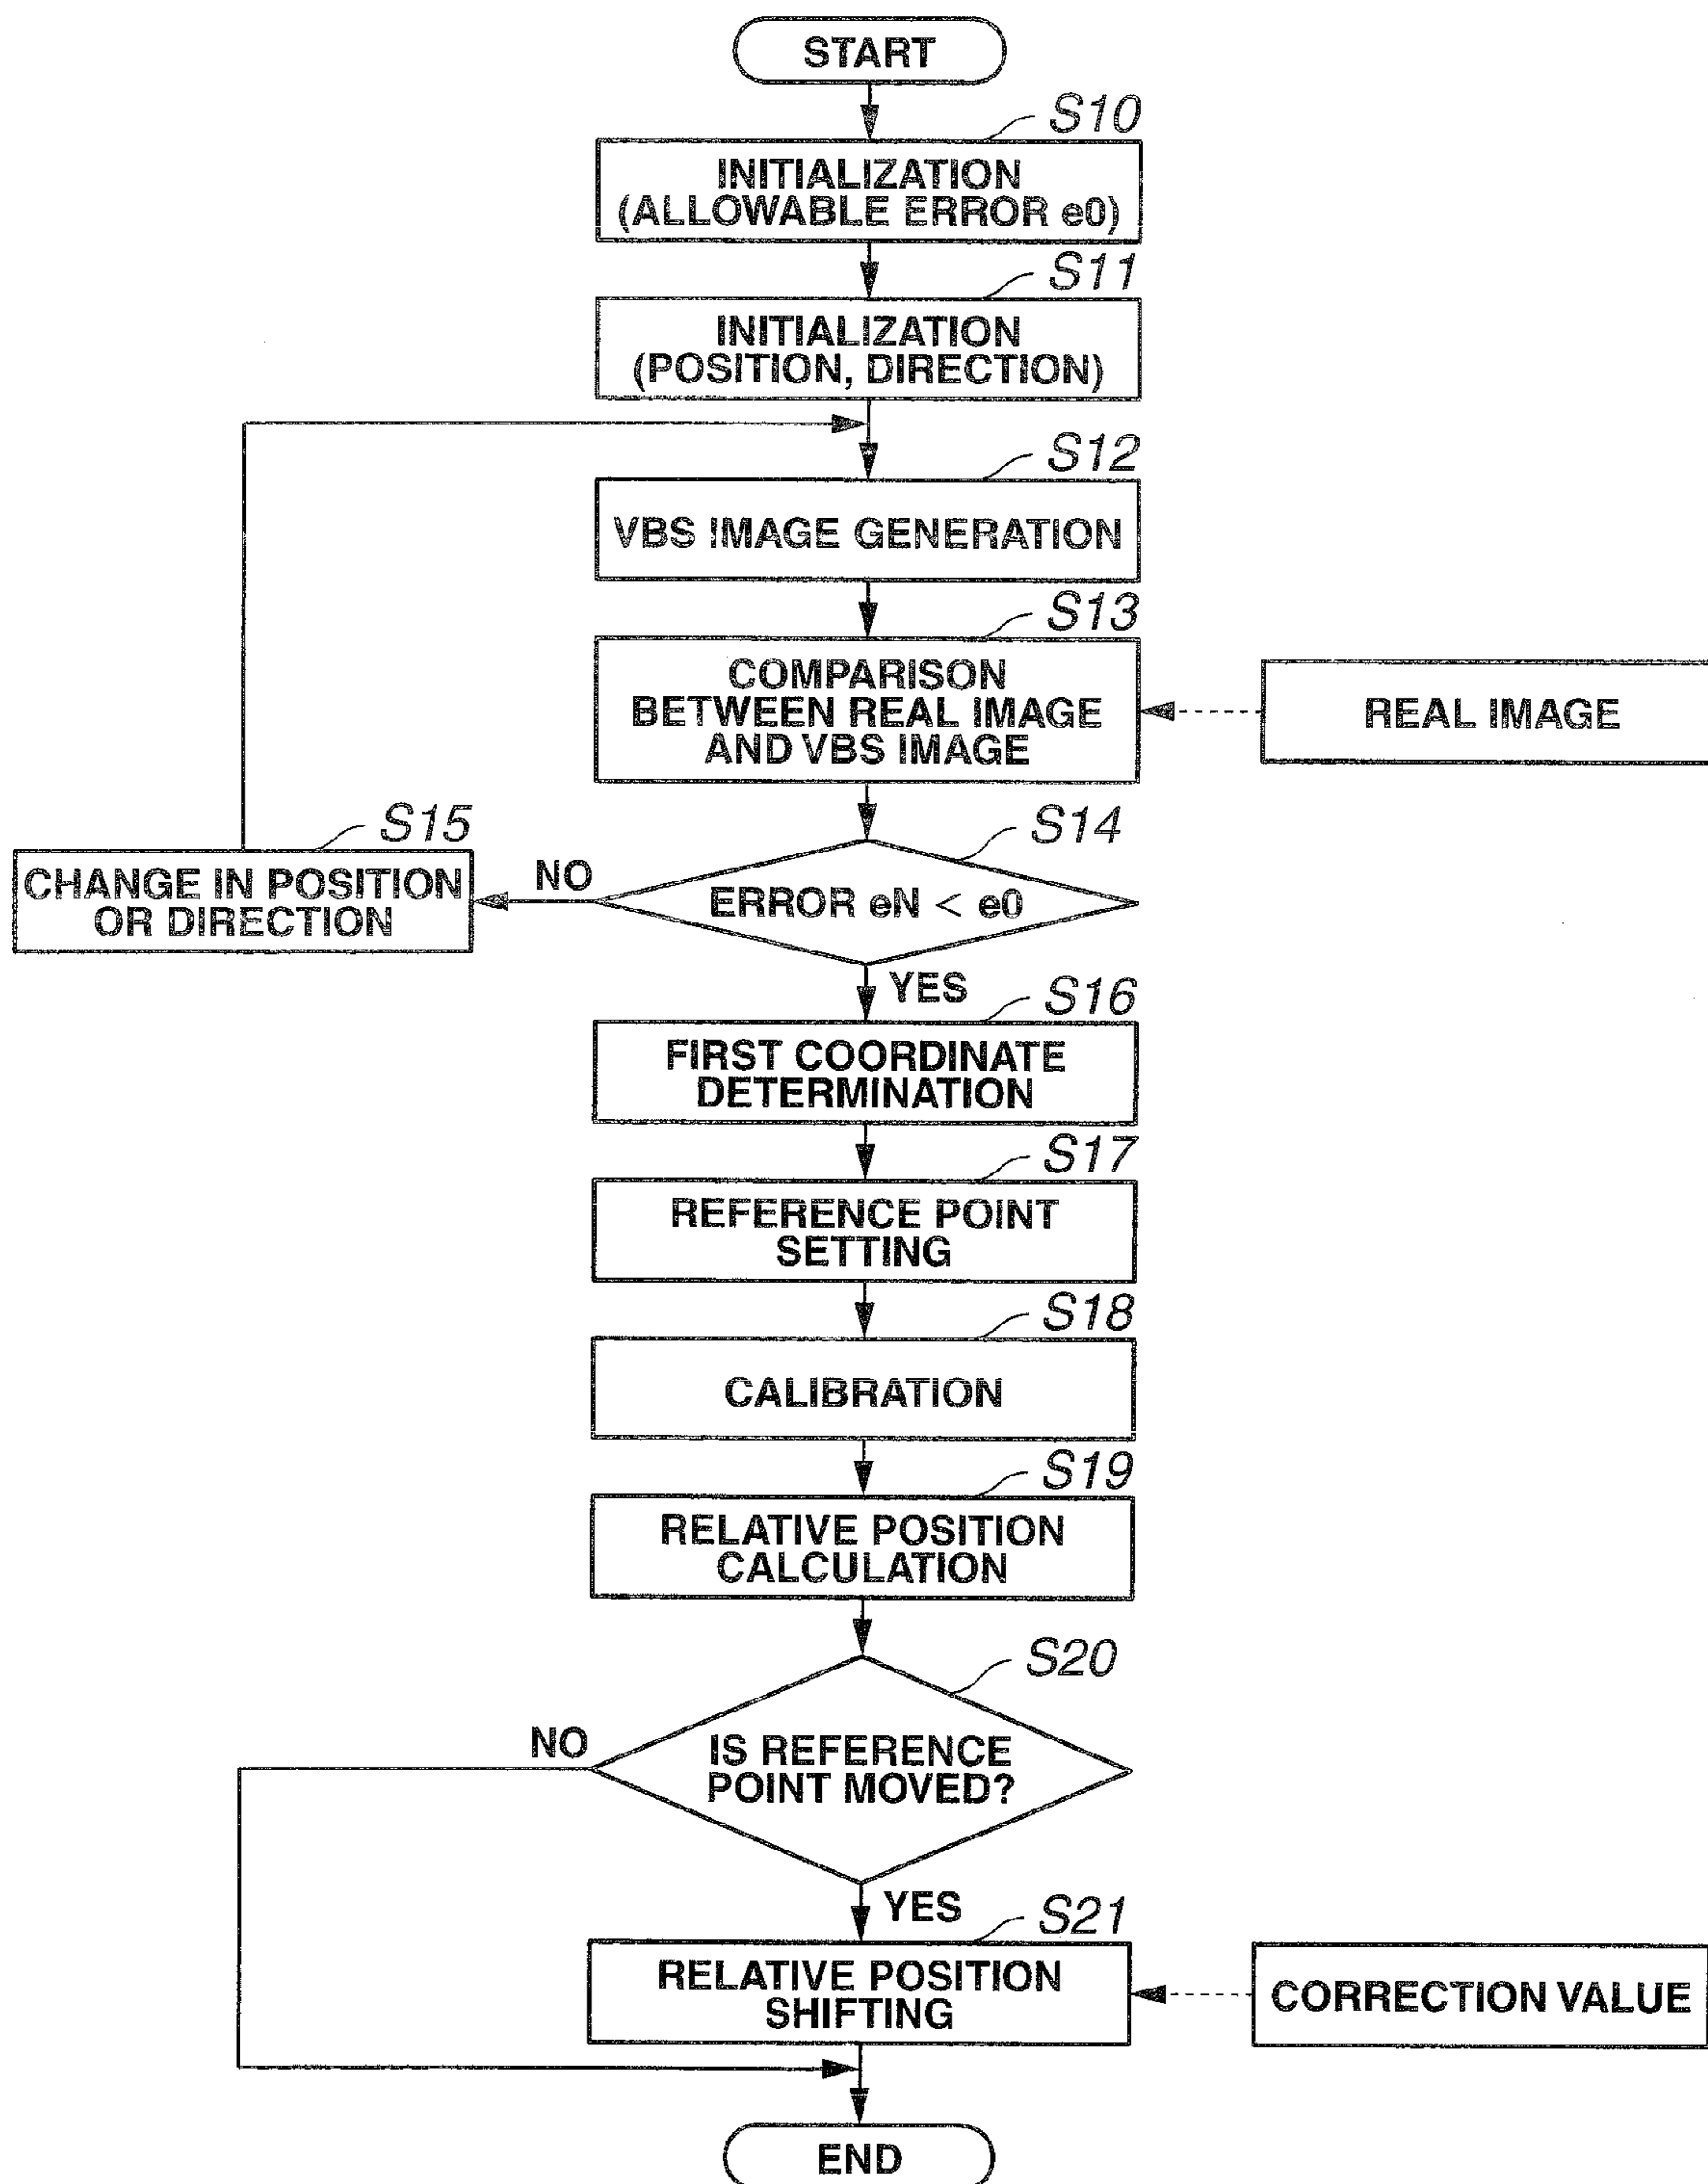 START
S10
INITIALIZATION
(ALLOWABLE ERROR e0)
S11
INITIALIZATION
(POSITION, DIRECTION)
S12
VBS IMAGE GENERATION
S13
COMPARISON
BETWEEN REAL IMAGE
AND VBS IMAGE
REAL IMAGE
S14
ERROR eN < e0
NO
S15
CHANGE IN POSITION
OR DIRECTION
YES
S16
FIRST COORDINATE
DETERMINATION
S17
REFERENCE POINT
SETTING
S18
CALIBRATION
S19
RELATIVE POSITION
CALCULATION
S20
IS REFERENCE
POINT MOVED?
NO
YES
S21
RELATIVE POSITION
SHIFTING
CORRECTION VALUE
END